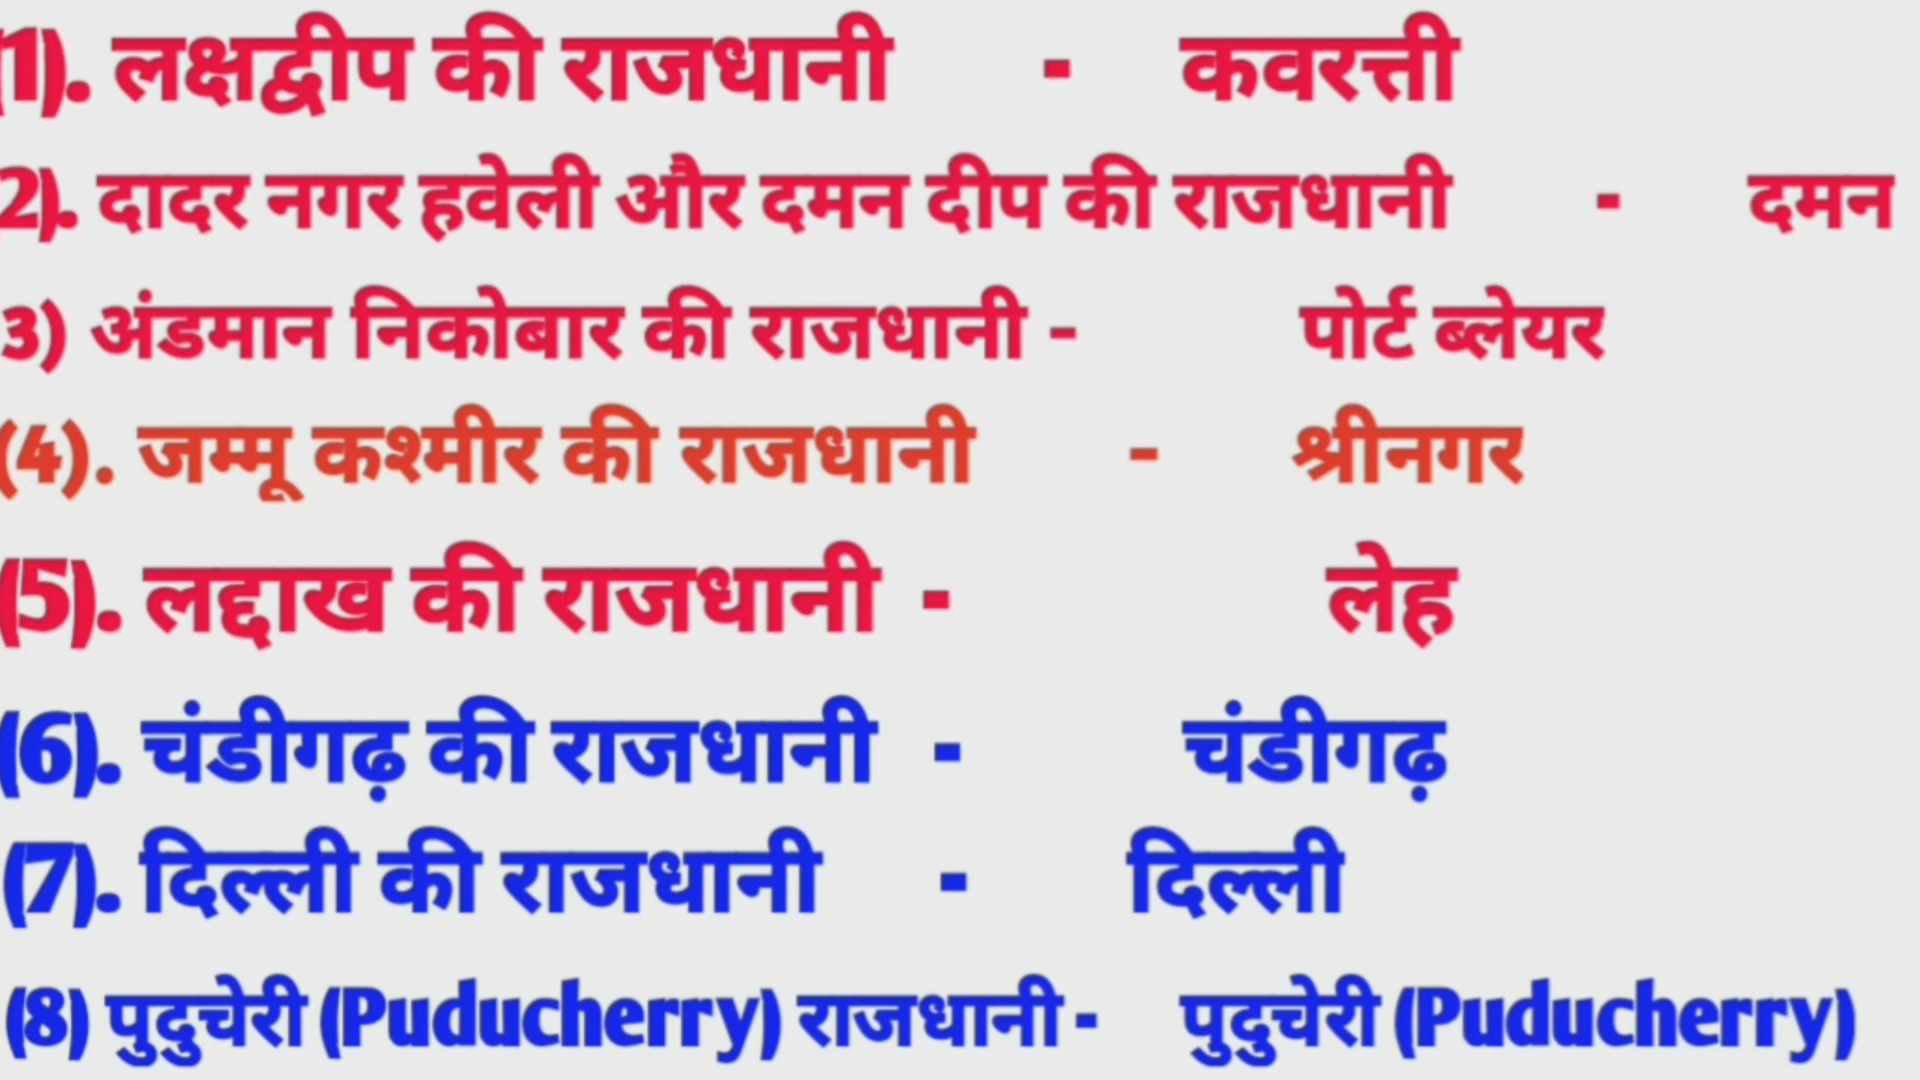 (1). लक्षद्वीप की राजधानी - कवरत्ती
2). दादर नगर हवेली और दमन दीप की राजधानी - दमन
3) अंडमान निकोबार की राजधानी - पोर्ट ब्लेयर
(4). जम्मू कश्मीर की राजधानी - श्रीनगर
(5). लद्दाख की राजधानी - लेह
(6). चंडीगढ़ की राजधानी - चंडीगढ़
(7). दिल्ली की राजधानी - दिल्ली
(8) पुदुचेरी (Puducherry) राजधानी - पुदुचेरी (Puducherry)